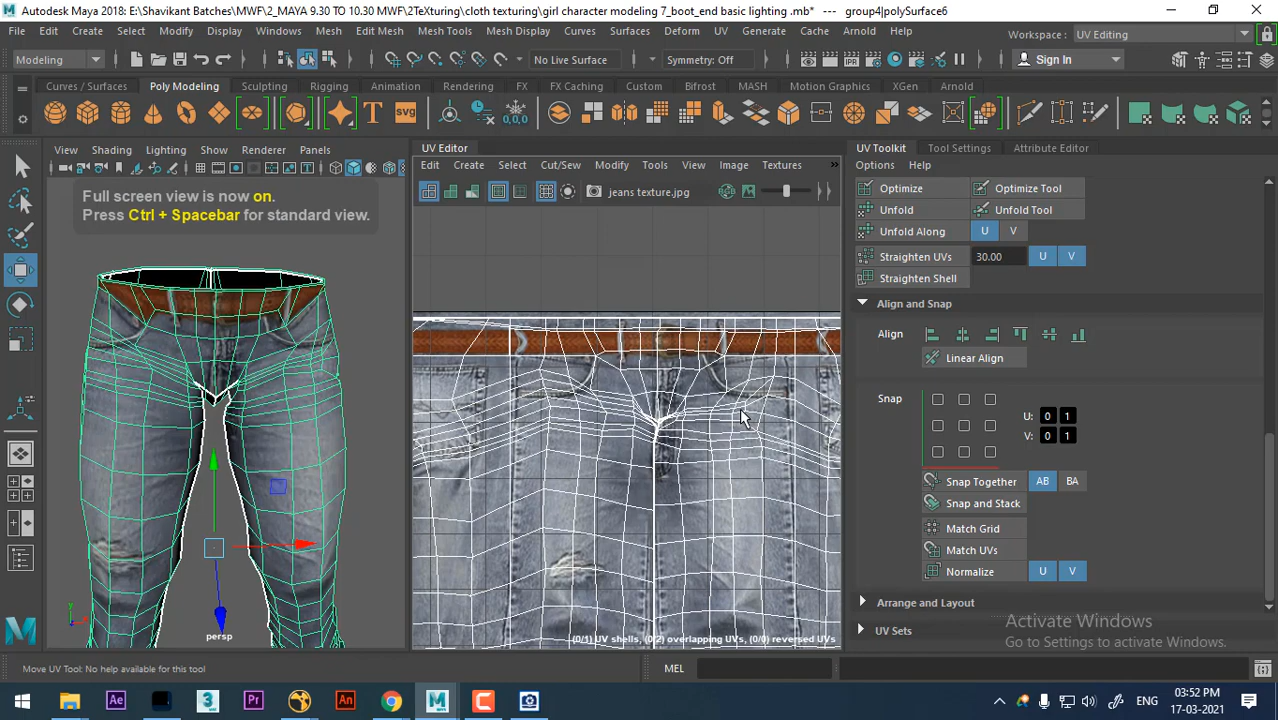 Autodesk Maya 2018: E:\Shavikant Batches\MWF\2_MAYA 9.30 TO 10.30 MWF\2TeXturing\cloth texturing\girl character modeling 7_boot_end basic lighting .mb* --- group4|polySurface6
File Edit Create Select Modify Display Windows Mesh Edit Mesh Mesh Tools Mesh Display Curves Surfaces Deform UV Generate Cache Arnold Help Workspace : UV Editing
Modeling No Live Surface Symmetry: Off Sign In
Curves / Surfaces Poly Modeling Sculpting Rigging Animation Rendering FX FX Caching Custom Bifrost MASH Motion Graphics XGen Arnold
T SVG 0,0,0
View Shading Lighting Show Renderer Panels
Full screen view is now on.
Press Ctrl + Spacebar for standard view.
persp
UV Editor
Edit Create Select Cut/Sew Modify Tools View Image Textures »
jeans texture.jpg
(0/1) UV shells, (0/2) overlapping UVs, (0/0) reversed UVs
UV Toolkit Tool Settings Attribute Editor
Options Help
Optimize Optimize Tool
Unfold Unfold Tool
Unfold Along U V
Straighten UVs 30.00 U V
Straighten Shell
Align and Snap
Align
Linear Align
Snap U: 0 1
V: 0 1
Snap Together AB BA
Snap and Stack
Match Grid
Match UVs
Normalize U V
Arrange and Layout
UV Sets
Activate Windows
Go to Settings to activate Windows.
Move UV Tool: No help available for this tool MEL
Ae 3 Pr An M ENG 03:52 PM
17-03-2021